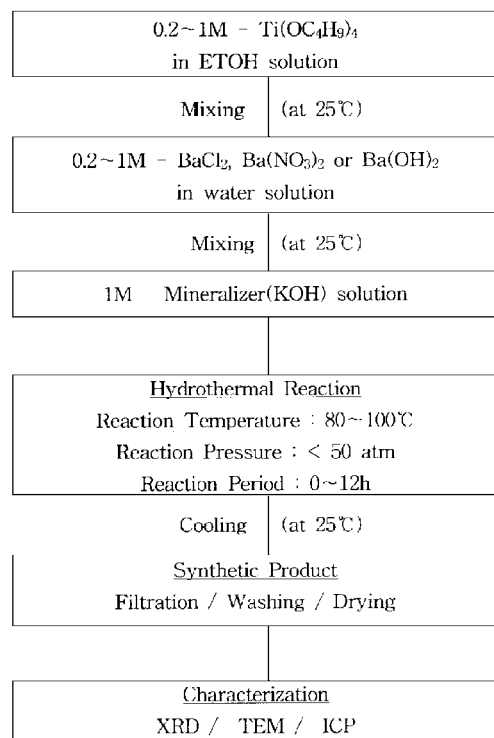 0.2~1M - Ti(OC₄H₉)₄
in ETOH solution
Mixing (at 25℃)
0.2~1M - BaCl₂, Ba(NO₃)₂ or Ba(OH)₂
in water solution
Mixing (at 25℃)
1M Mineralizer(KOH) solution
Hydrothermal Reaction
Reaction Temperature : 80~100℃
Reaction Pressure : < 50 atm
Reaction Period : 0~12h
Cooling (at 25℃)
Synthetic Product
Filtration / Washing / Drying
Characterization
XRD / TEM / ICP